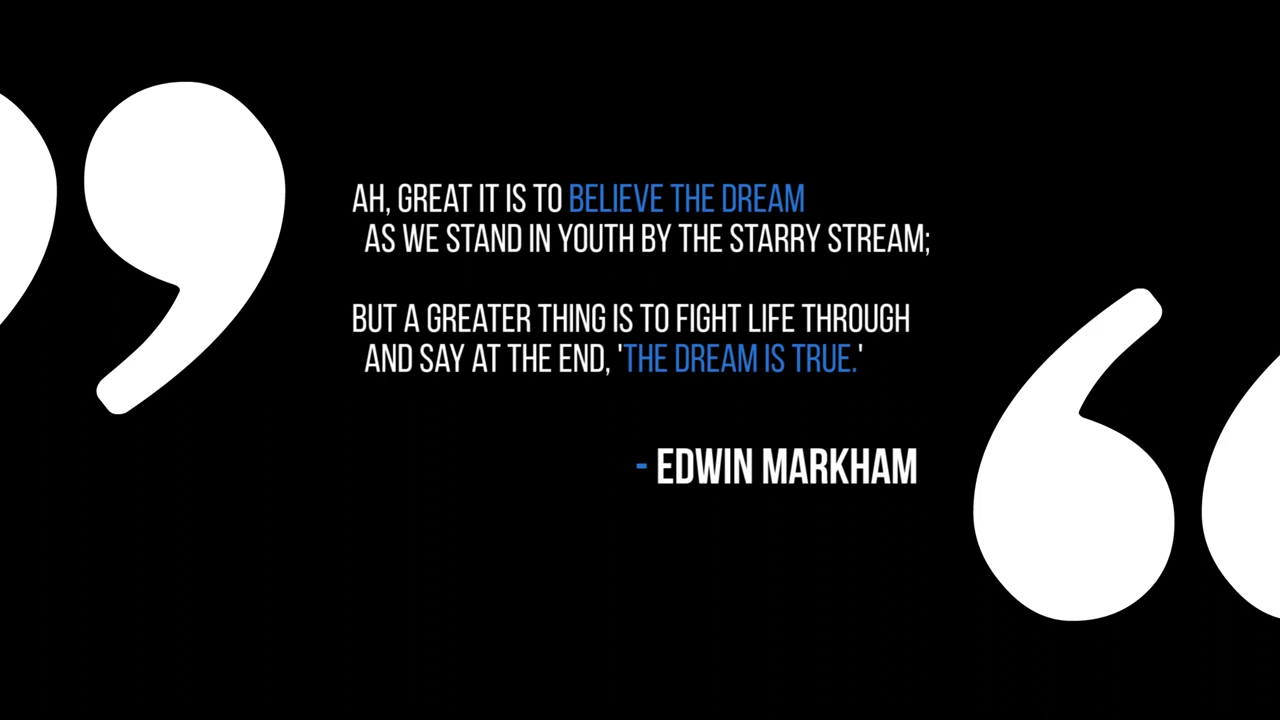 AH, GREAT IT IS TO BELIEVE THE DREAM
AS WE STAND IN YOUTH BY THE STARRY STREAM;
BUT A GREATER THING IS TO FIGHT LIFE THROUGH
AND SAY AT THE END, 'THE DREAM IS TRUE.'
- EDWIN MARKHAM